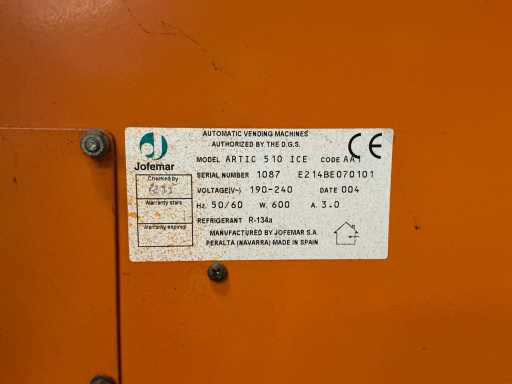 Jofemar
AUTOMATIC VENDING MACHINES
AUTHORIZED BY THE D.G.S.
CE
MODEL ARTIC 510 ICE CODE AA1
SERIAL NUMBER 1087 E214BE070101
VOLTAGE(V~) 190-240 DATE 004
Hz. 50/60 W. 600 A. 3.0
REFRIGERANT R-134a
MANUFACTURED BY JOFEMAR S.A.
PERALTA (NAVARRA) MADE IN SPAIN
Checked by
Warranty stars
Warranty expires